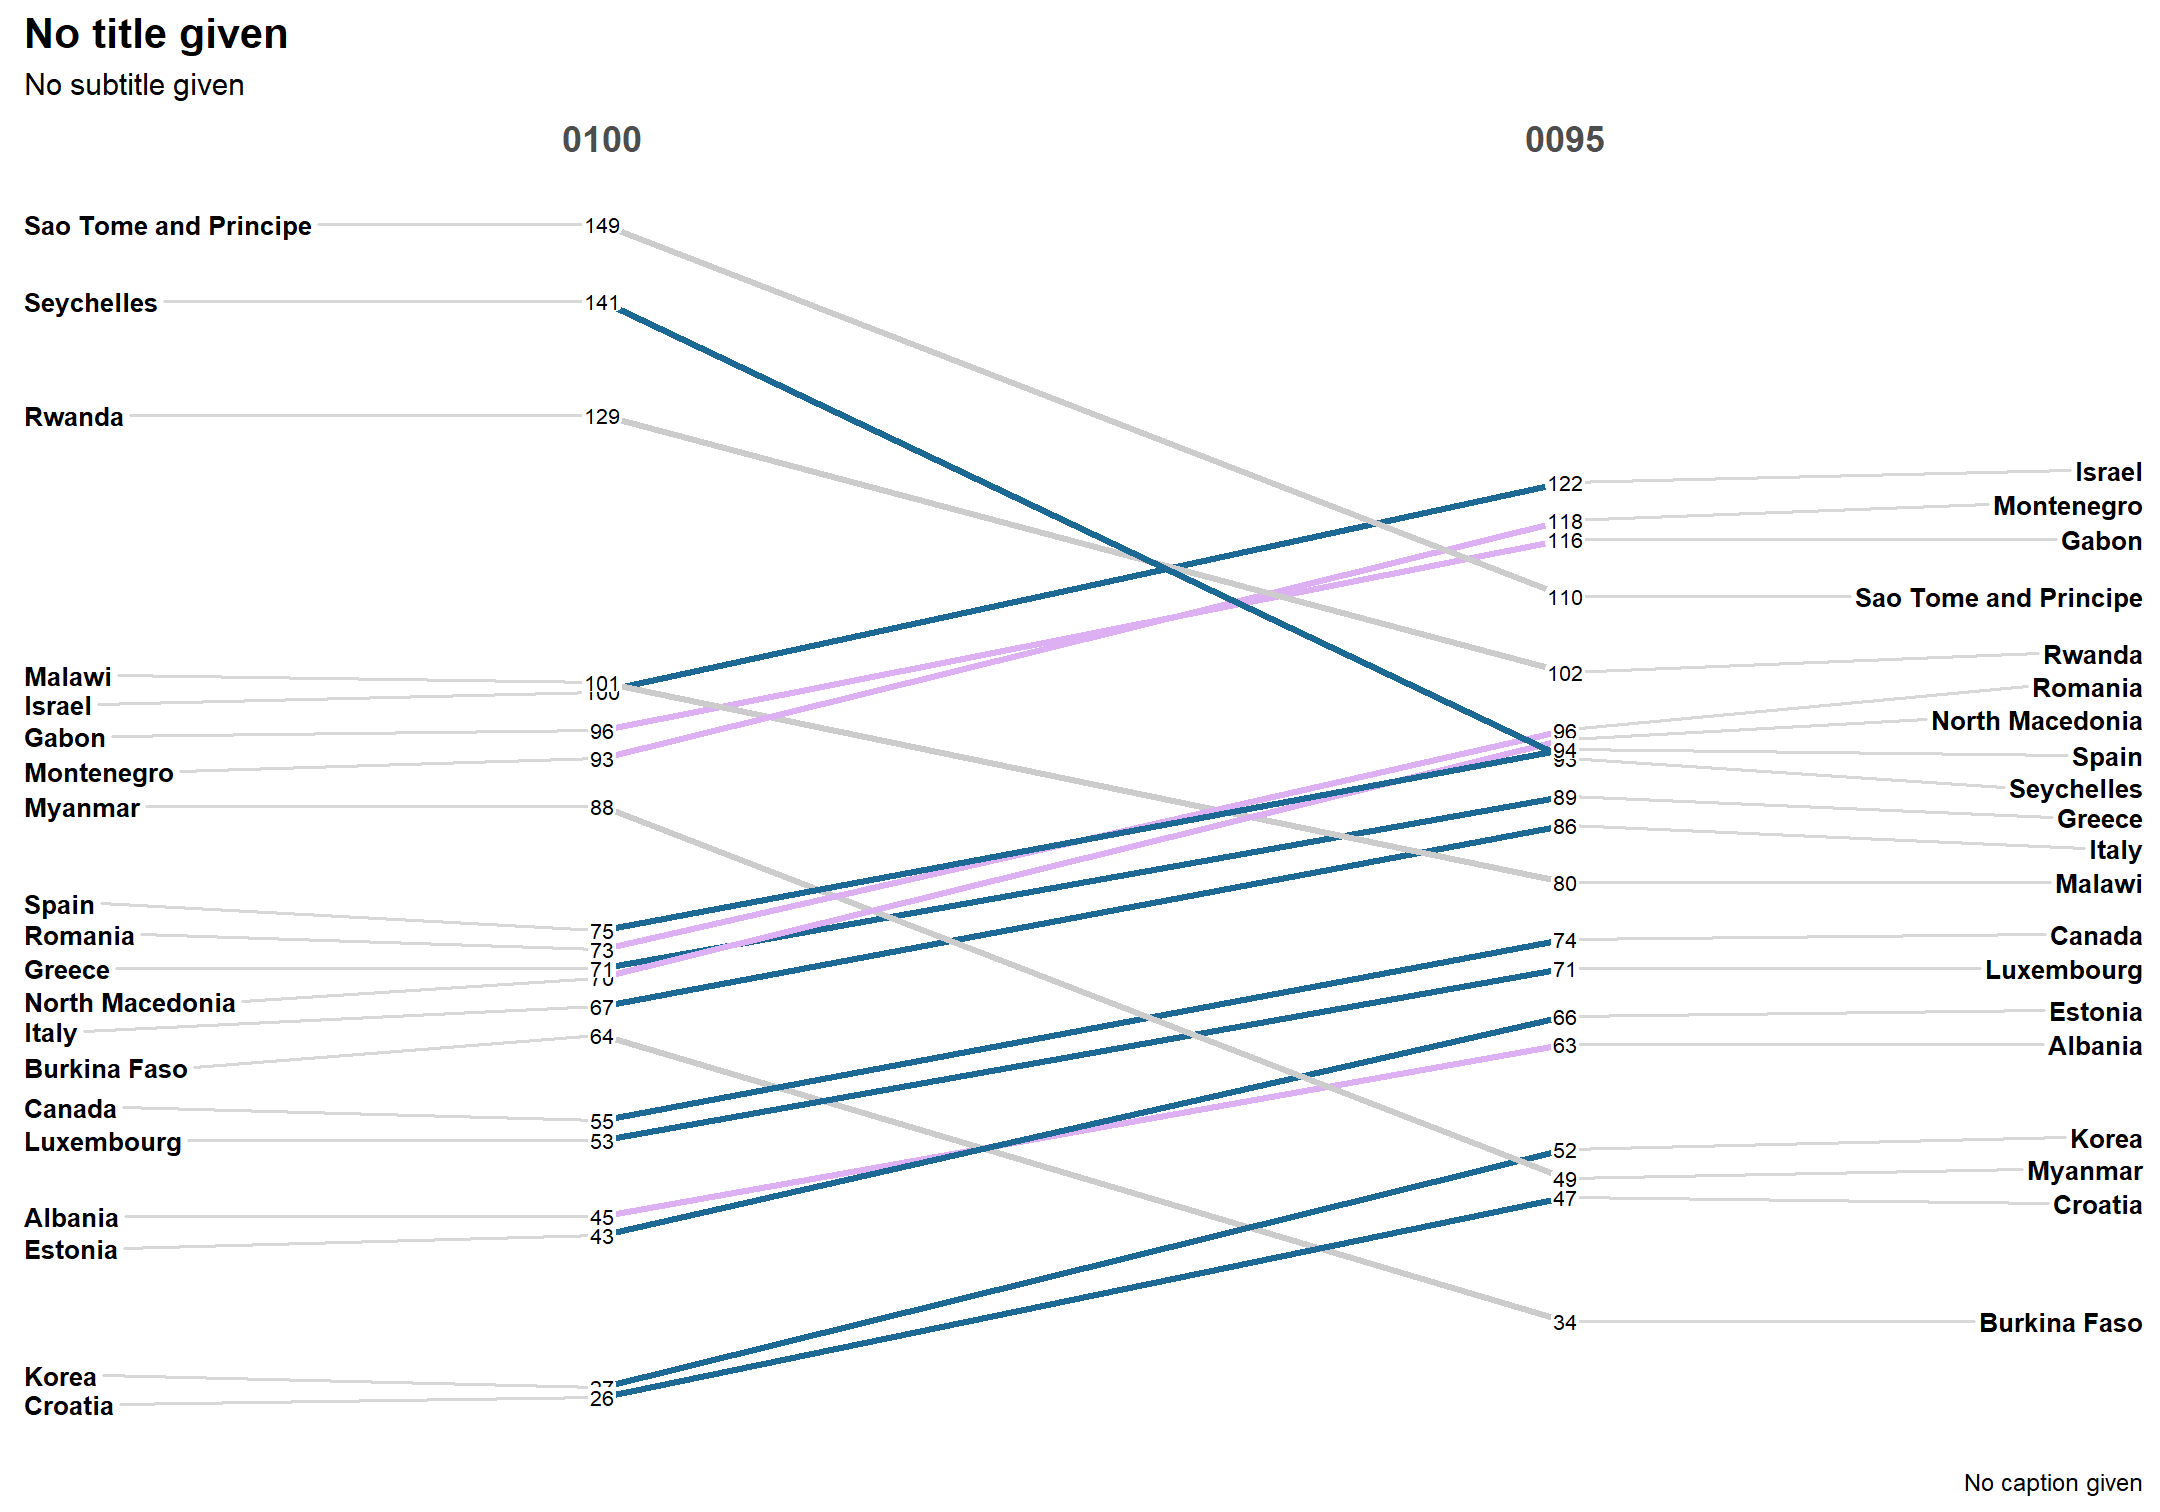 No title given
No subtitle given
0100 0095
Sao Tome and Principe 149
Seychelles 141
Rwanda 129
122 Israel
118 Montenegro
116 Gabon
110 Sao Tome and Principe
102 Rwanda
Malawi 101
Israel 100
Gabon 96
Montenegro 93
Myanmar 88
96 Romania
North Macedonia
94 Spain
93 Seychelles
89 Greece
86 Italy
80 Malawi
Spain 75
Romania 73
Greece 71
North Macedonia 70
Italy 67
Burkina Faso 64
Canada 55
Luxembourg 53
74 Canada
71 Luxembourg
66 Estonia
63 Albania
Albania 45
Estonia 43
52 Korea
49 Myanmar
47 Croatia
34 Burkina Faso
Korea 27
Croatia 26
No caption given